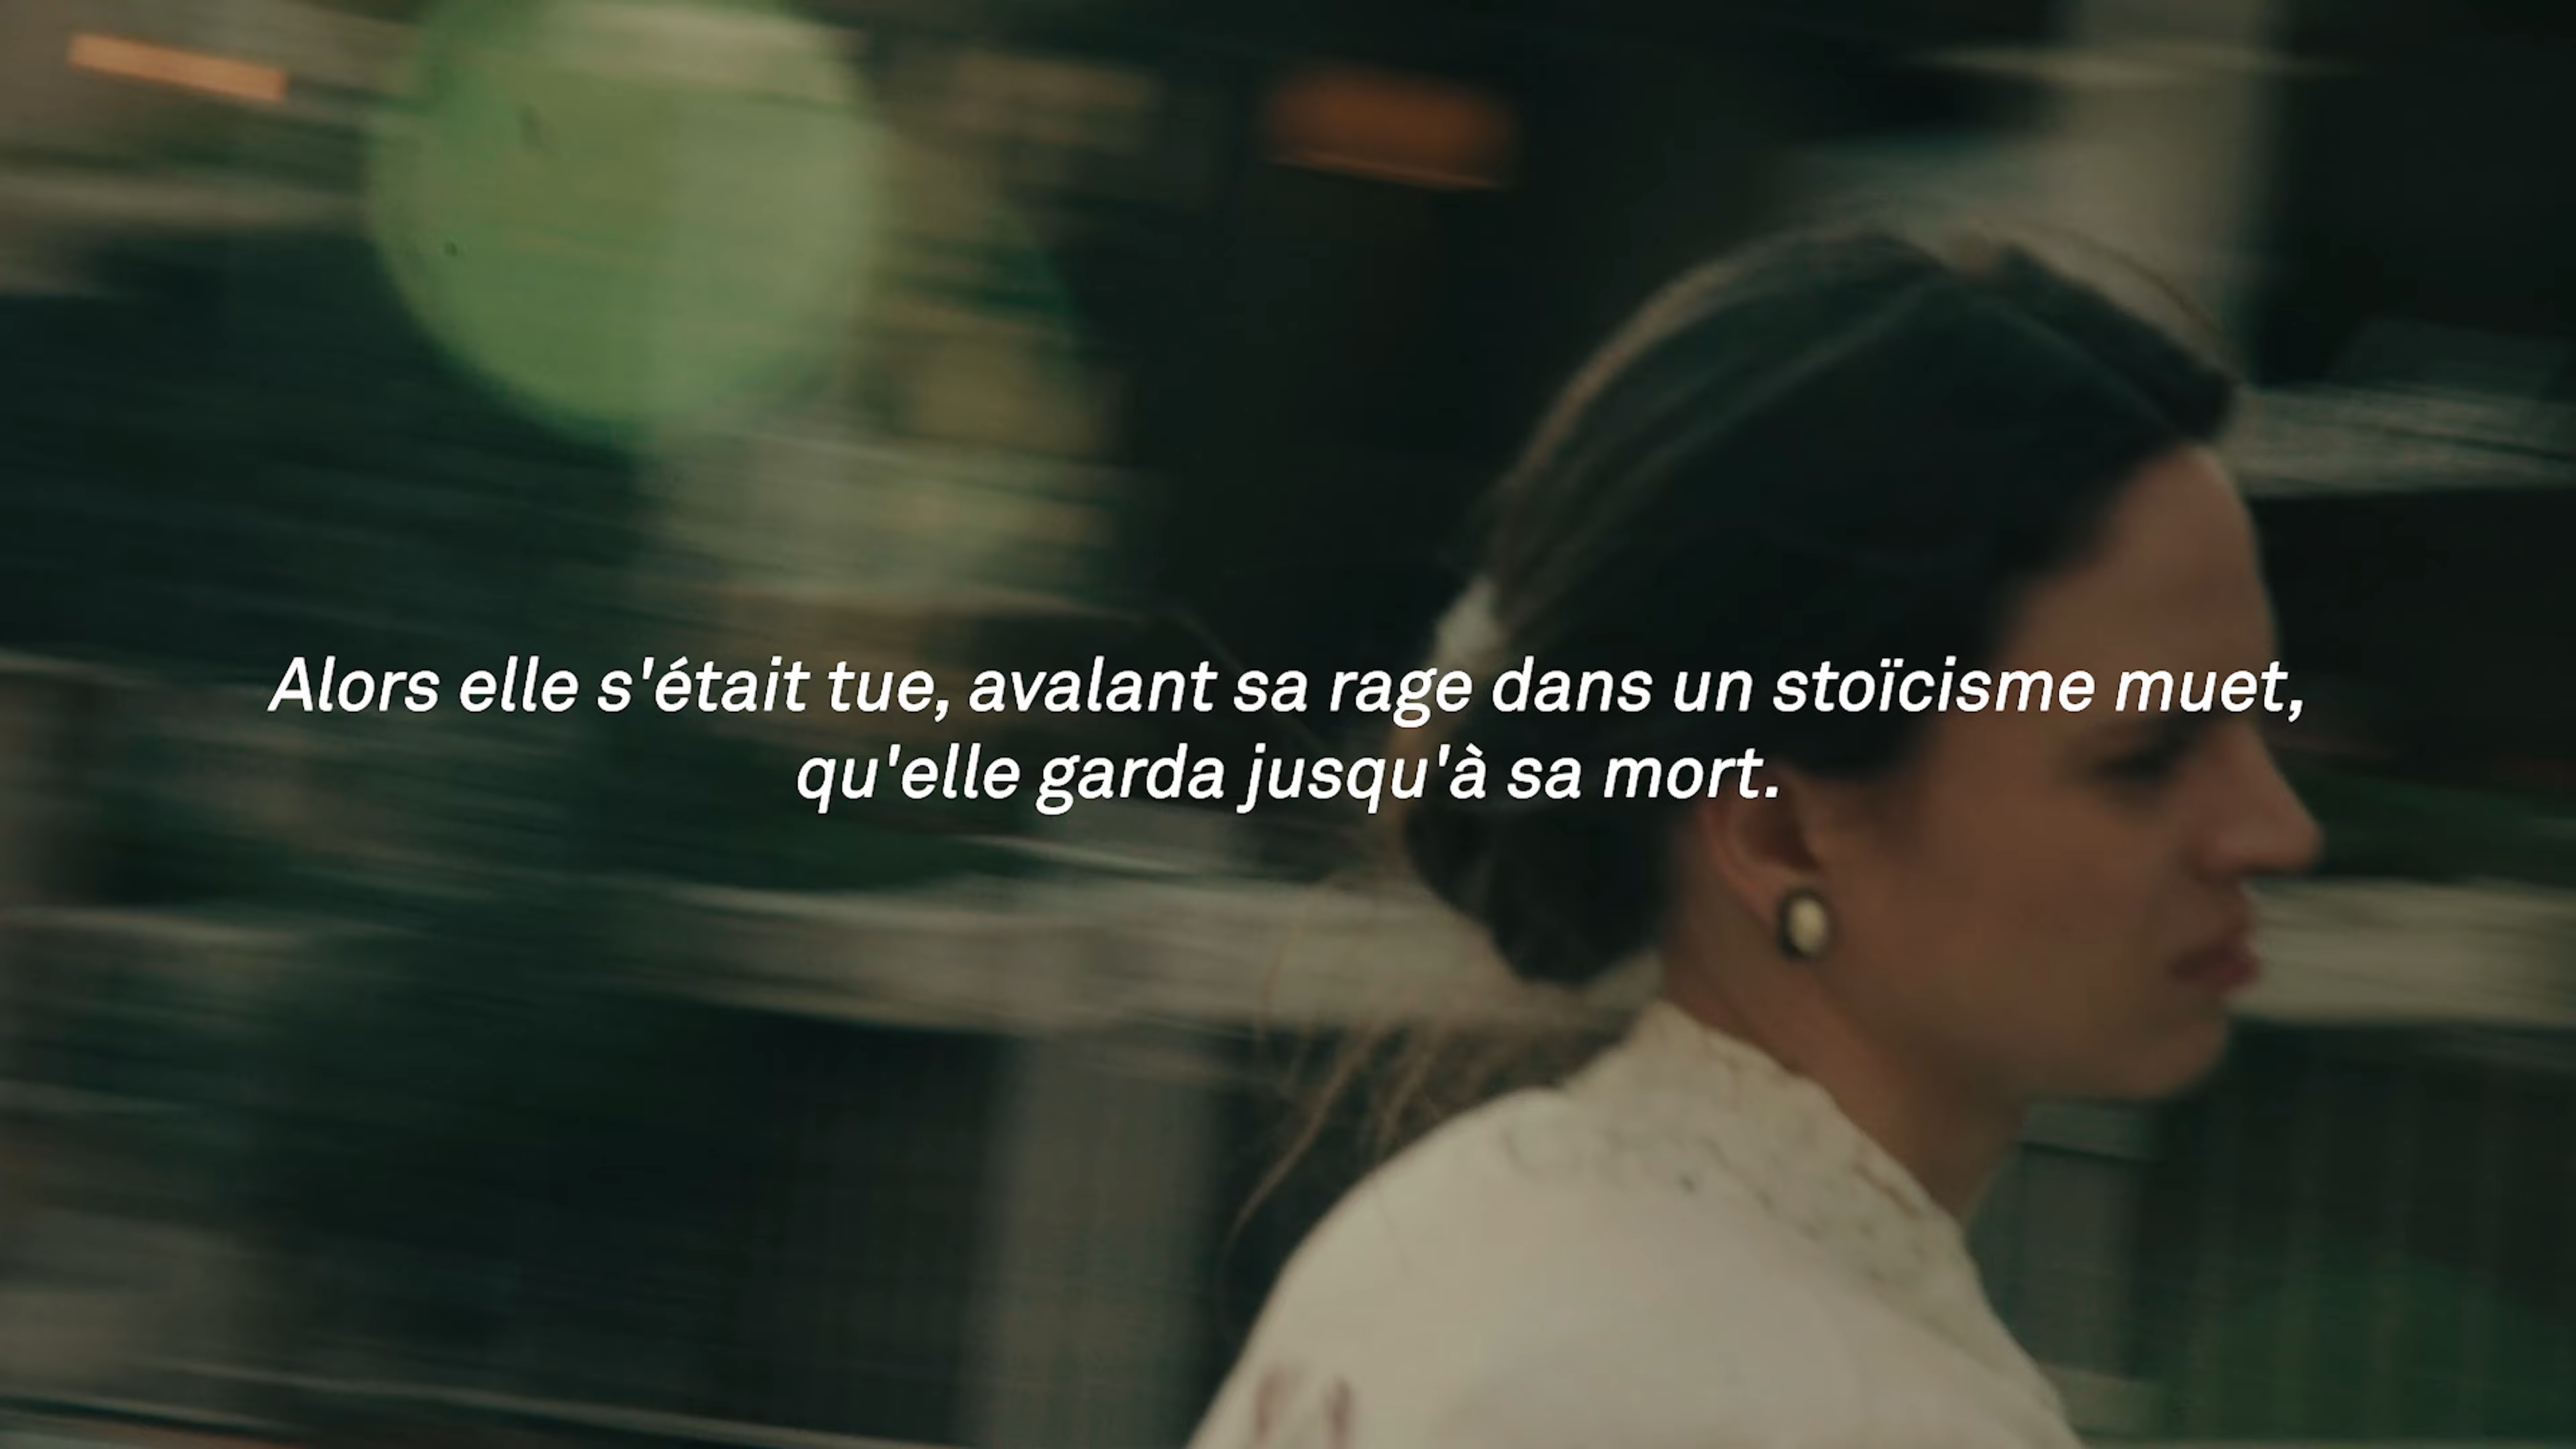 Alors elle s'était tue, avalant sa rage dans un stoïcisme muet,
qu'elle garda jusqu'à sa mort.